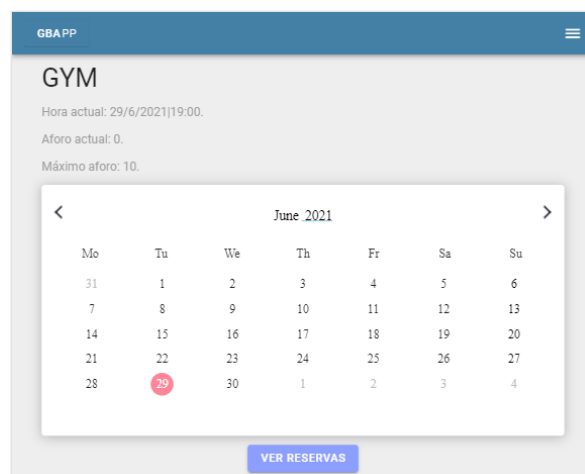 GBAPP
GYM
Hora actual: 29/6/2021|19:00.
Aforo actual: 0.
Máximo aforo: 10.
June 2021
Mo Tu We Th Fr Sa Su
31 1 2 3 4 5 6
7 8 9 10 11 12 13
14 15 16 17 18 19 20
21 22 23 24 25 26 27
28 29 30 1 2 3 4
VER RESERVAS